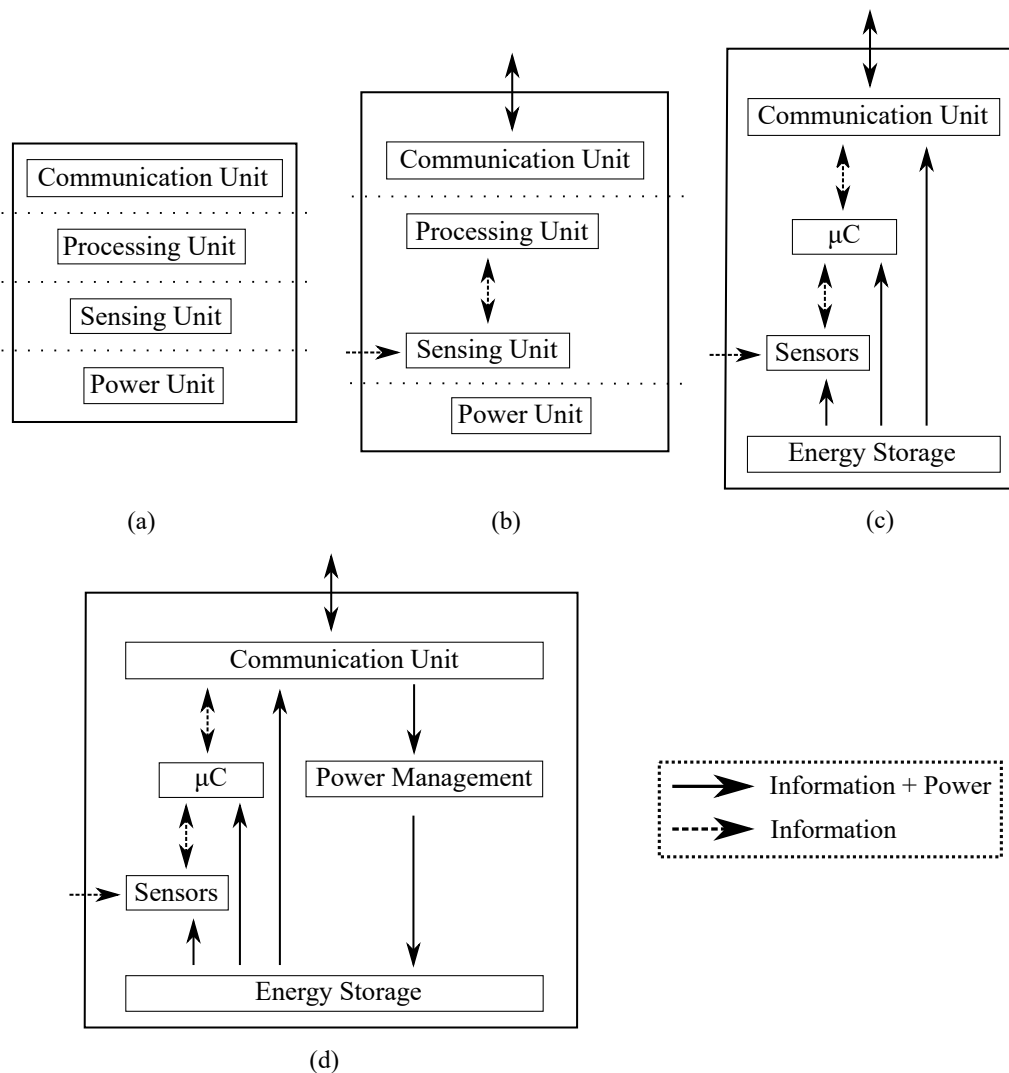 Communication Unit
Processing Unit
Sensing Unit
Power Unit
(a)
Communication Unit
Processing Unit
Sensing Unit
Power Unit
(b)
Communication Unit
μC
Sensors
Energy Storage
(c)
Communication Unit
μC
Power Management
Sensors
Energy Storage
(d)
Information + Power
Information